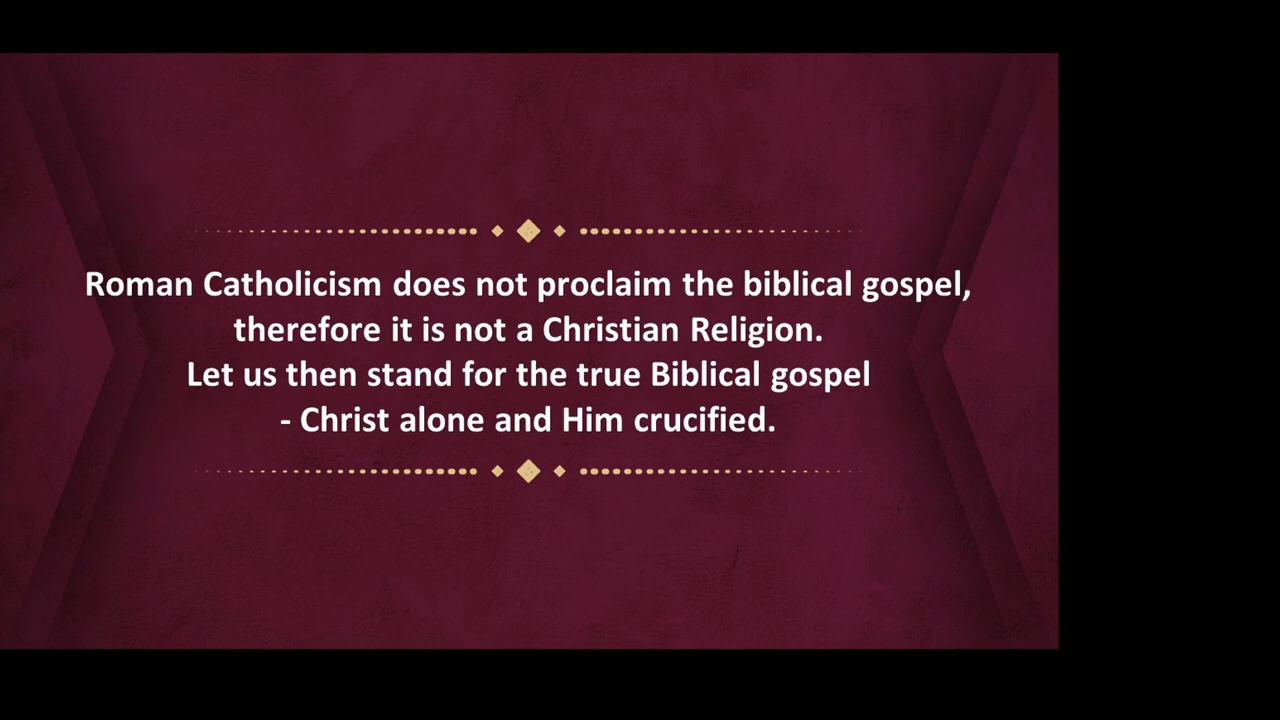 Roman Catholicism does not proclaim the biblical gospel,
therefore it is not a Christian Religion.
Let us then stand for the true Biblical gospel
- Christ alone and Him crucified.